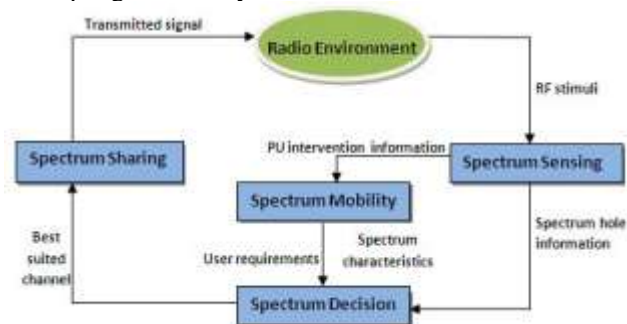 Transmitted signal
Radio Environment
RF stimuli
PU intervention information
Spectrum Sharing
Spectrum Sensing
Spectrum Mobility
Best
suited
channel
User requirements
Spectrum
characteristics
Spectrum hole
information
Spectrum Decision